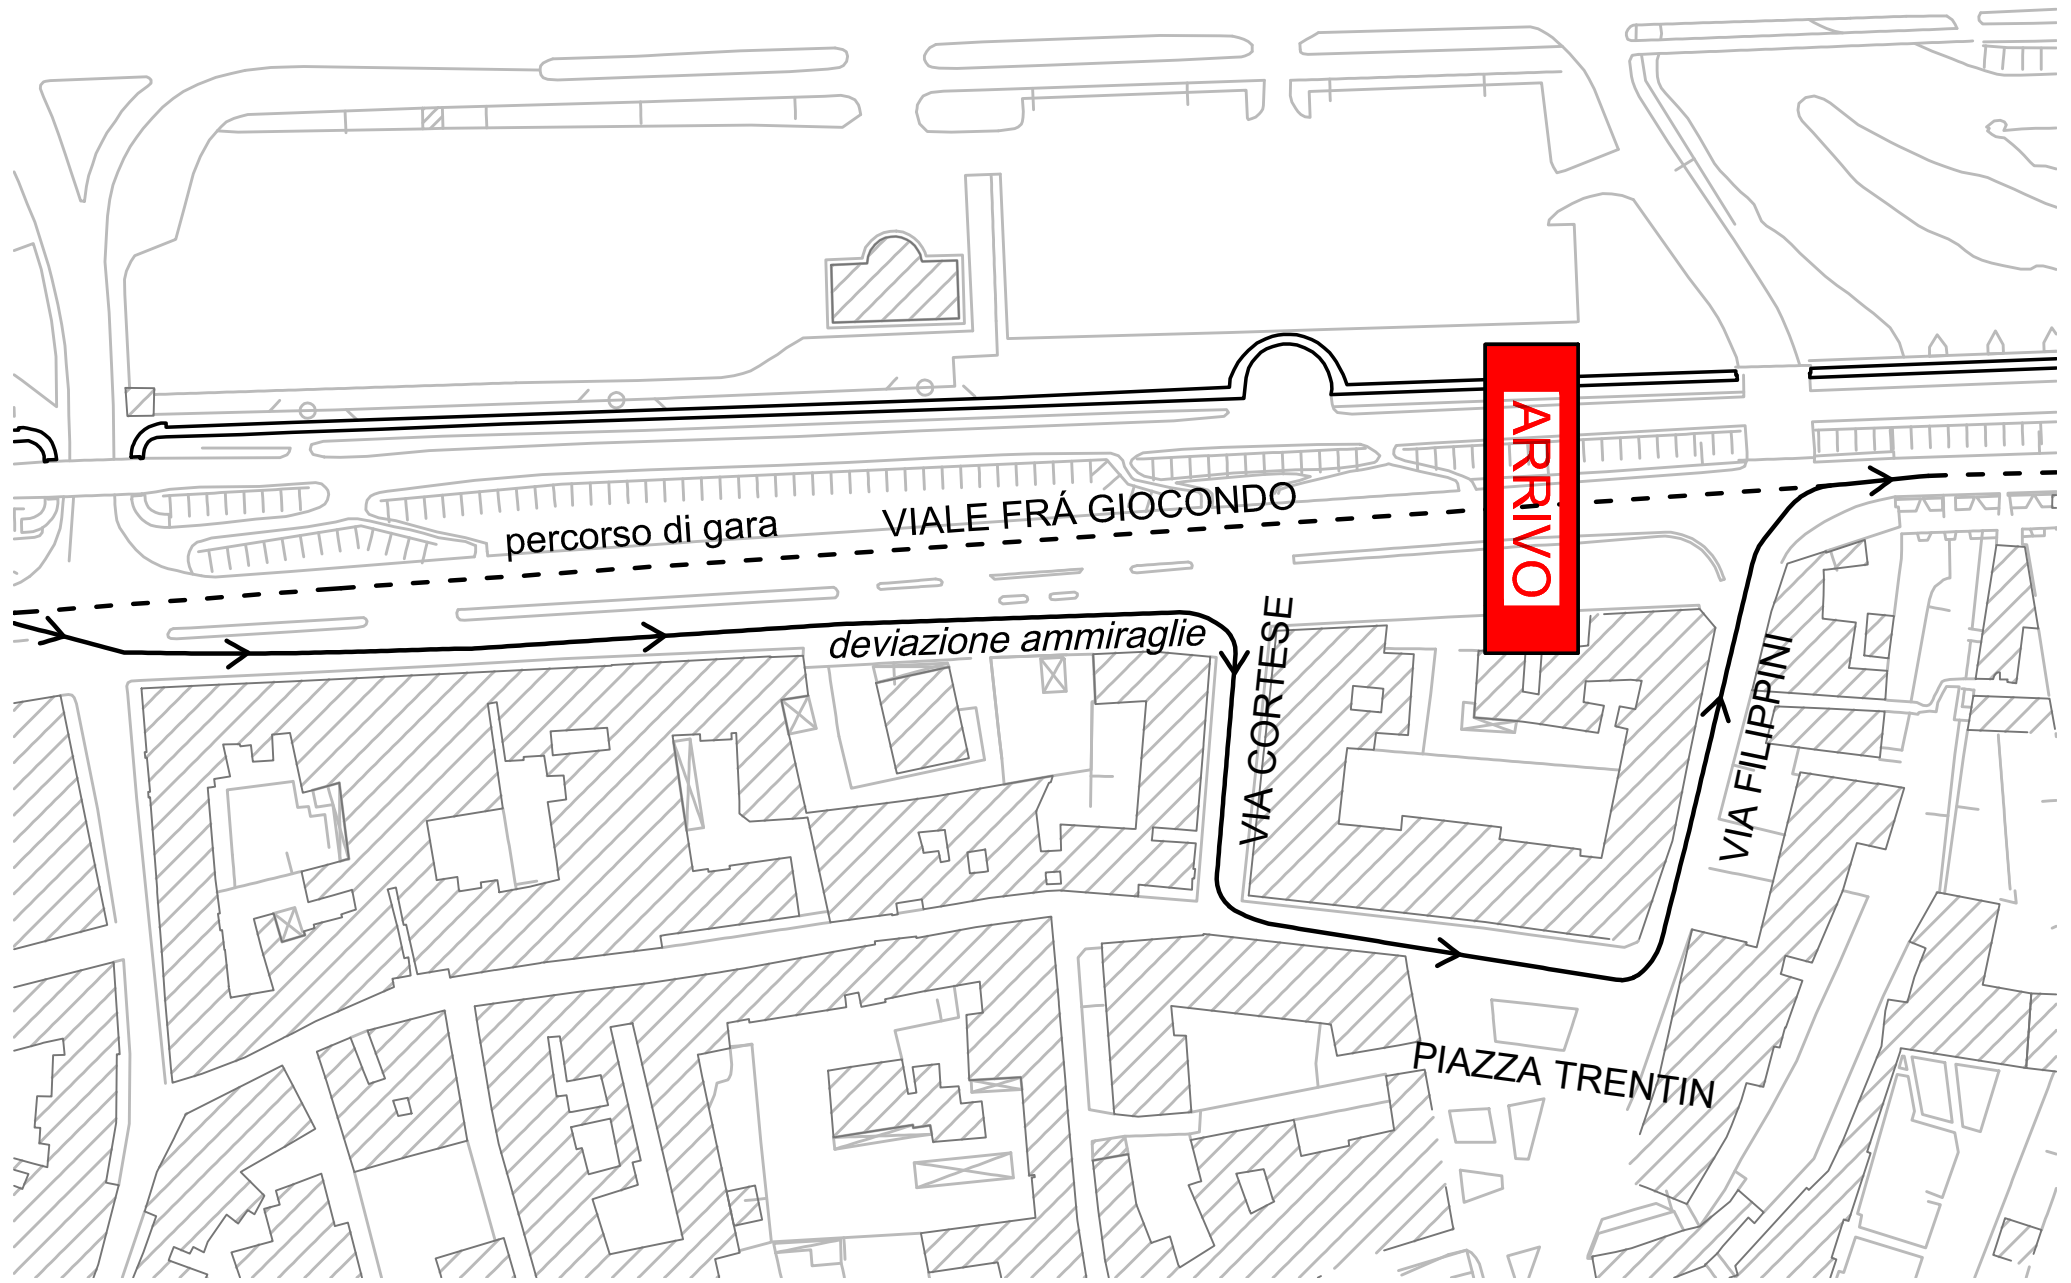 percorso di gara
VIALE FRÁ GIOCONDO
ARRIVO
deviazione ammiraglie
VIA CORTESE
VIA FILIPPINI
PIAZZA TRENTIN